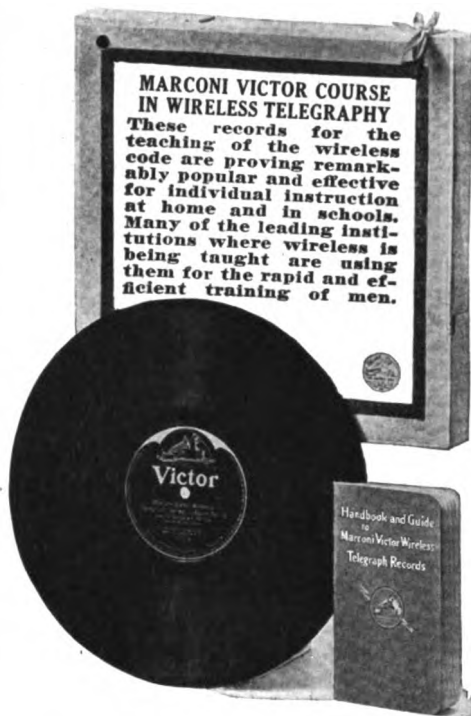 MARCONI VICTOR COURSE
IN WIRELESS TELEGRAPHY
These records for the
teaching of the wireless
code are proving remark-
ably popular and effective
for individual instruction
at home and in schools.
Many of the leading insti-
tutions where wireless is
being taught are using
them for the rapid and ef-
ficient training of men.
Victor
Handbook and Guide
to
Marconi Victor Wireless
Telegraph Records